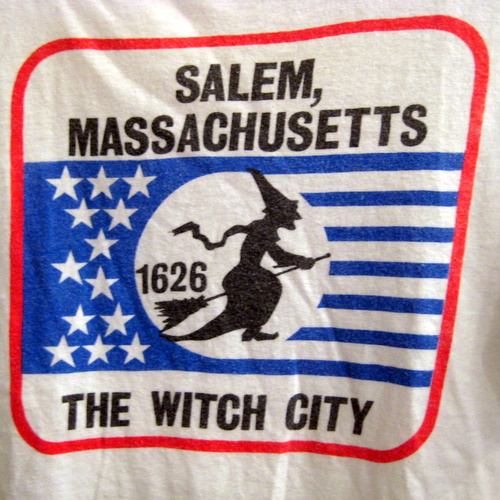 SALEM,
MASSACHUSETTS
1626
THE WITCH CITY